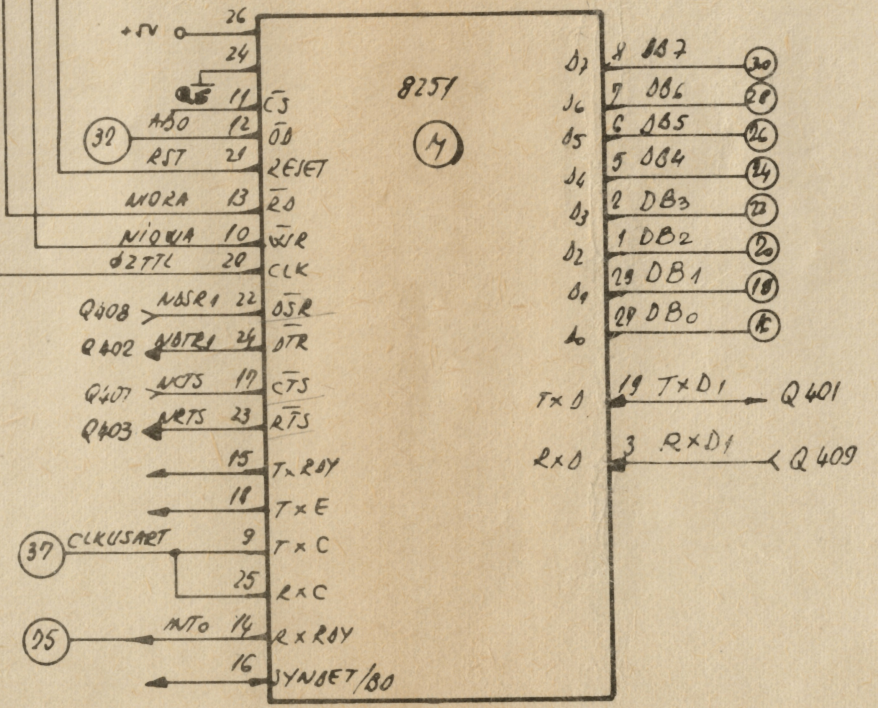 26
+5V
24
11 CS
32 AB0 12 OD
RST 21 RESET
NIORA 13 RD
NIOWA 10 WR
φ2TTL 20 CLK
Q408 NDSR1 22 DSR
Q402 NDTR1 24 DTR
Q407 NCTS 17 CTS
Q403 NRTS 23 RTS
15 TxRDY
18 TxE
37 CLKUSART 9 TxC
25 RxC
INT0 14 RxRDY
16 SYNDET/BD
8251
D7 8 DB7 30
D6 7 DB6 28
D5 6 DB5 26
D4 5 DB4 24
D3 2 DB3 22
D2 1 DB2 20
D1 28 DB1 18
D0 27 DB0
TxD 19 TxD1 Q401
RxD 3 RxD1 Q409